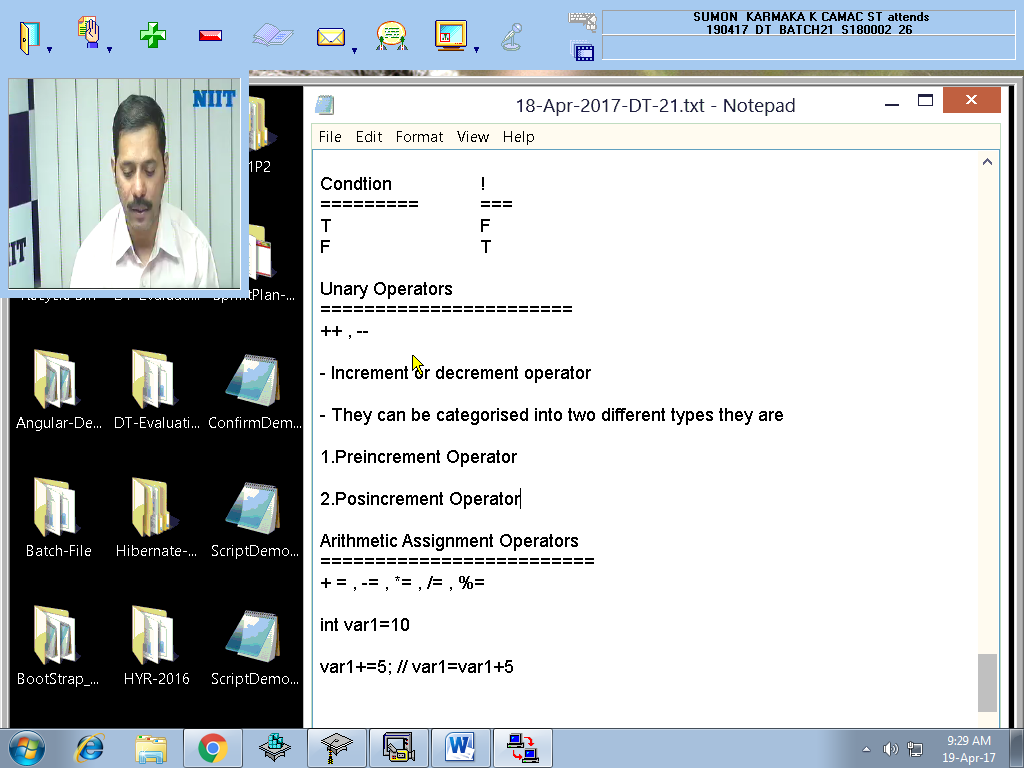 SUMON KARMAKA K CAMAC ST attends
190417 DT BATCH21 S180002 26
NIIT
18-Apr-2017-DT-21.txt - Notepad
File Edit Format View Help
Condtion !
========= ===
T F
F T
Unary Operators
=======================
++ , --
- Increment or decrement operator
- They can be categorised into two different types they are
1.Preincrement Operator
2.Posincrement Operator
Arithmetic Assignment Operators
=========================
+ = , -= , *= , /= , %=
int var1=10
var1+=5; // var1=var1+5
1P2
SprintPlan-...
Angular-De... DT-Evaluati... ConfirmDem...
Batch-File Hibernate-... ScriptDemo...
BootStrap_... HYR-2016 ScriptDemo...
9:29 AM
19-Apr-17